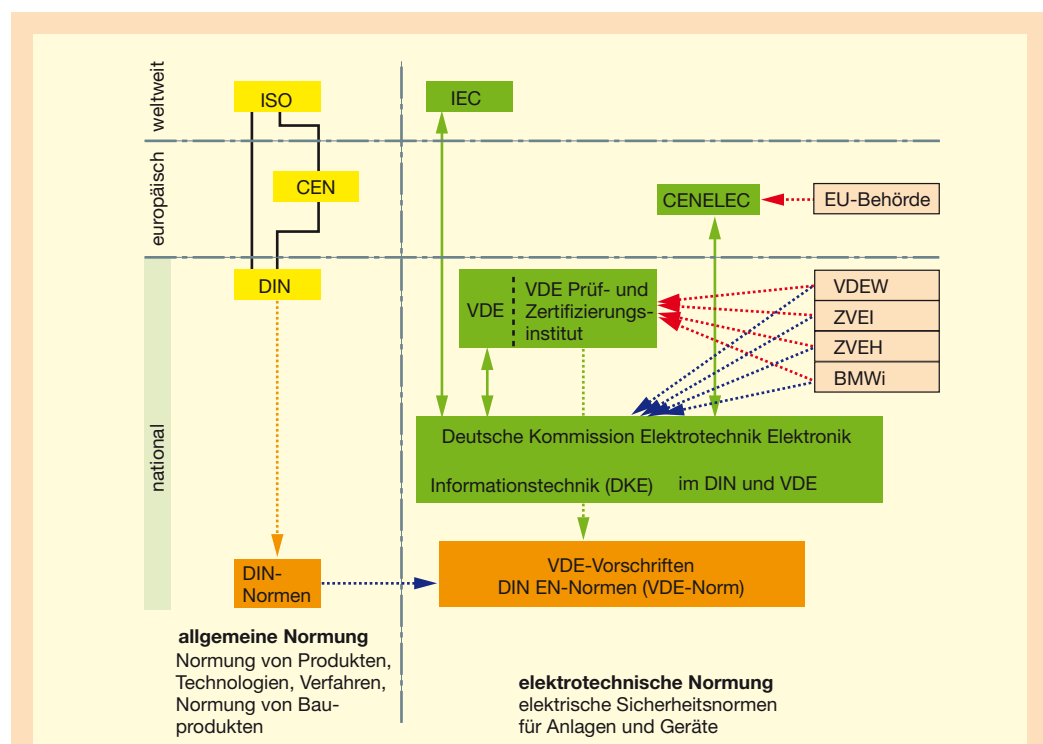 weltweit
ISO
IEC
europäisch
CEN
CENELEC
EU-Behörde
national
DIN
VDE
VDE Prüf- und
Zertifizierungs-
institut
VDEW
ZVEI
ZVEH
BMWi
Deutsche Kommission Elektrotechnik Elektronik
Informationstechnik (DKE) im DIN und VDE
DIN-
Normen
VDE-Vorschriften
DIN EN-Normen (VDE-Norm)
allgemeine Normung
Normung von Produkten,
Technologien, Verfahren,
Normung von Bau-
produkten
elektrotechnische Normung
elektrische Sicherheitsnormen
für Anlagen und Geräte